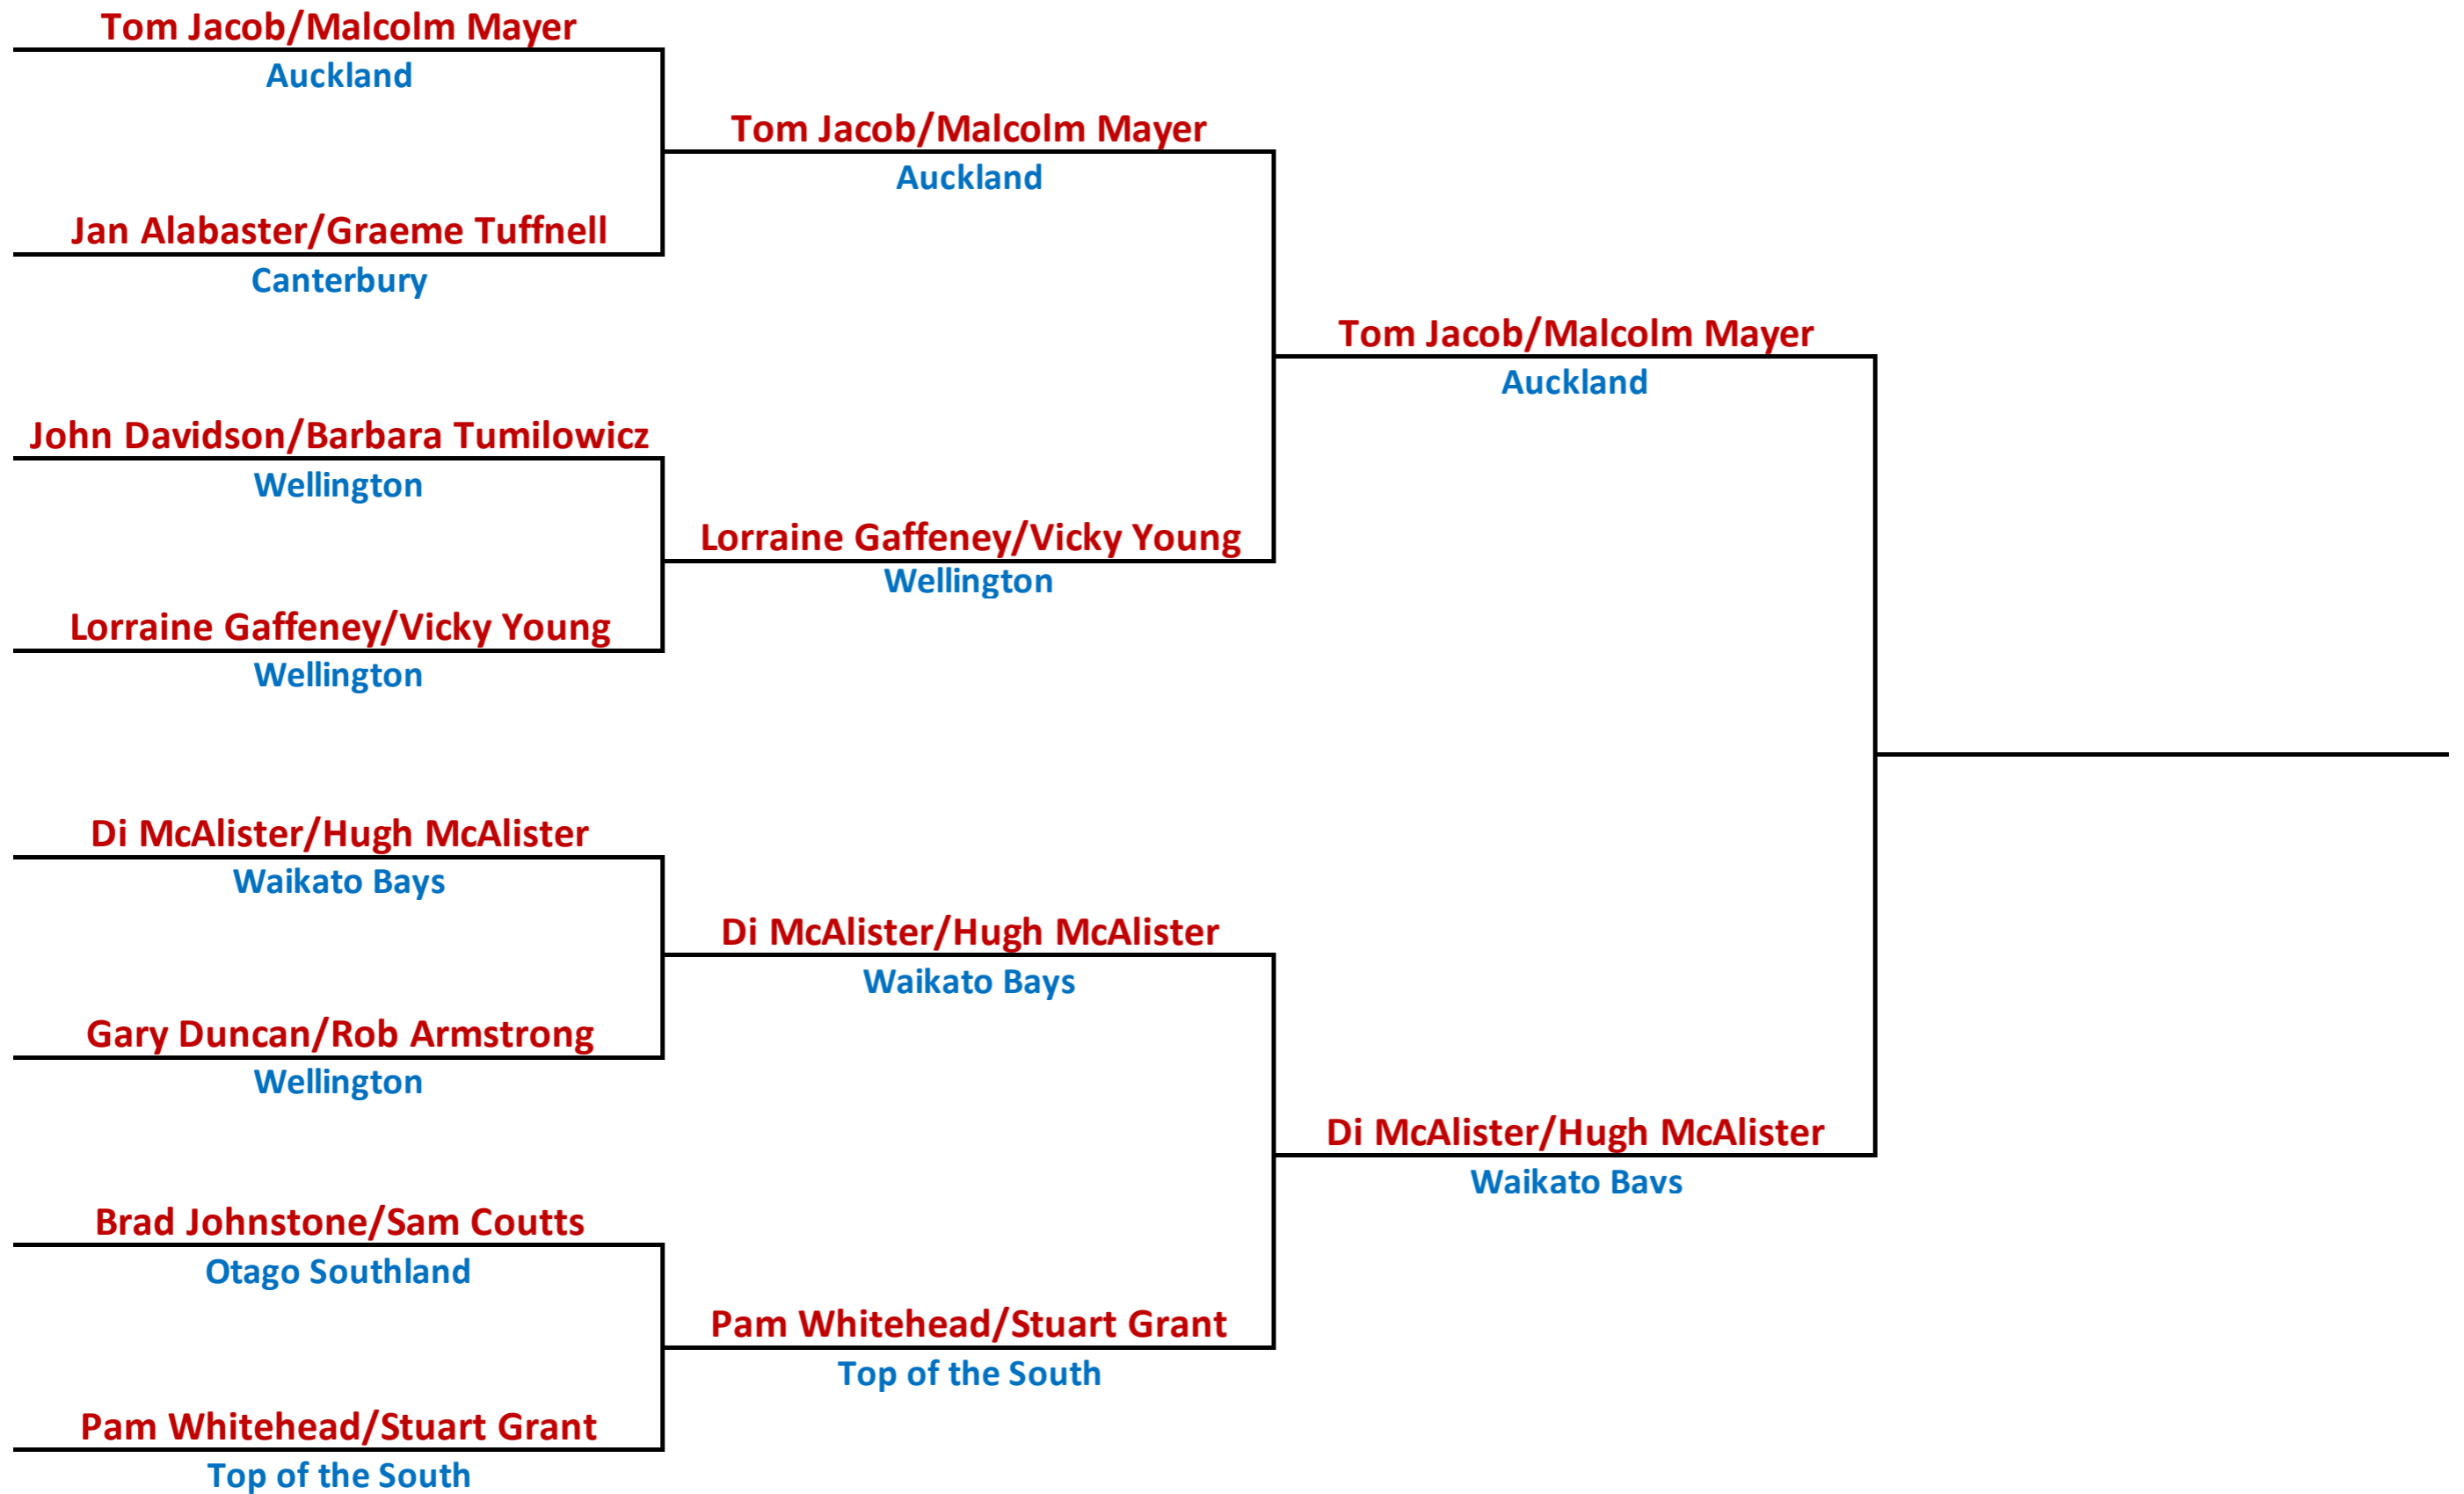 Tom Jacob/Malcolm Mayer
Auckland
Jan Alabaster/Graeme Tuffnell
Canterbury
John Davidson/Barbara Tumilowicz
Wellington
Lorraine Gaffeney/Vicky Young
Wellington
Di McAlister/Hugh McAlister
Waikato Bays
Gary Duncan/Rob Armstrong
Wellington
Brad Johnstone/Sam Coutts
Otago Southland
Pam Whitehead/Stuart Grant
Top of the South
Tom Jacob/Malcolm Mayer
Auckland
Lorraine Gaffeney/Vicky Young
Wellington
Di McAlister/Hugh McAlister
Waikato Bays
Pam Whitehead/Stuart Grant
Top of the South
Tom Jacob/Malcolm Mayer
Auckland
Di McAlister/Hugh McAlister
Waikato Bays